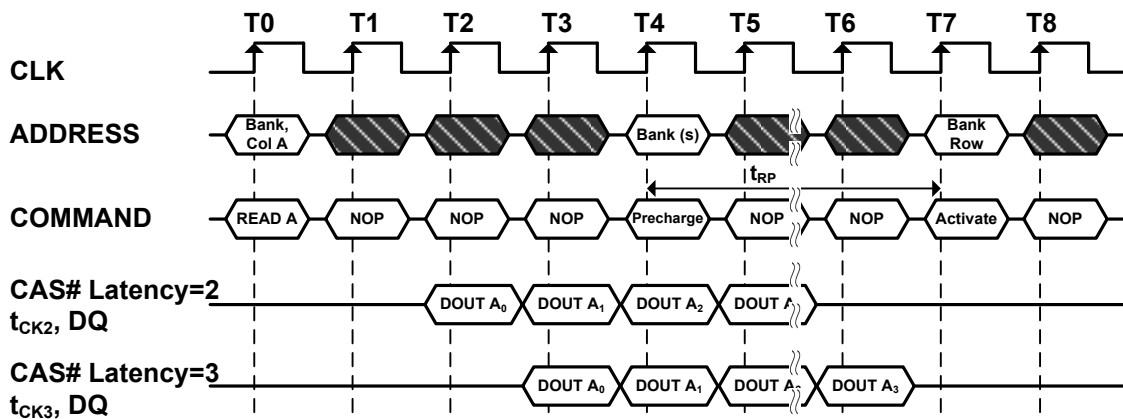 T0 T1 T2 T3 T4 T5 T6 T7 T8
CLK
ADDRESS
Bank,
Col A
Bank (s)
Bank
Row
tRP
COMMAND
READ A NOP NOP NOP Precharge NOP NOP Activate NOP
CAS# Latency=2
tCK2, DQ
DOUT A0 DOUT A1 DOUT A2 DOUT A
CAS# Latency=3
tCK3, DQ
DOUT A0 DOUT A1 DOUT A DOUT A3